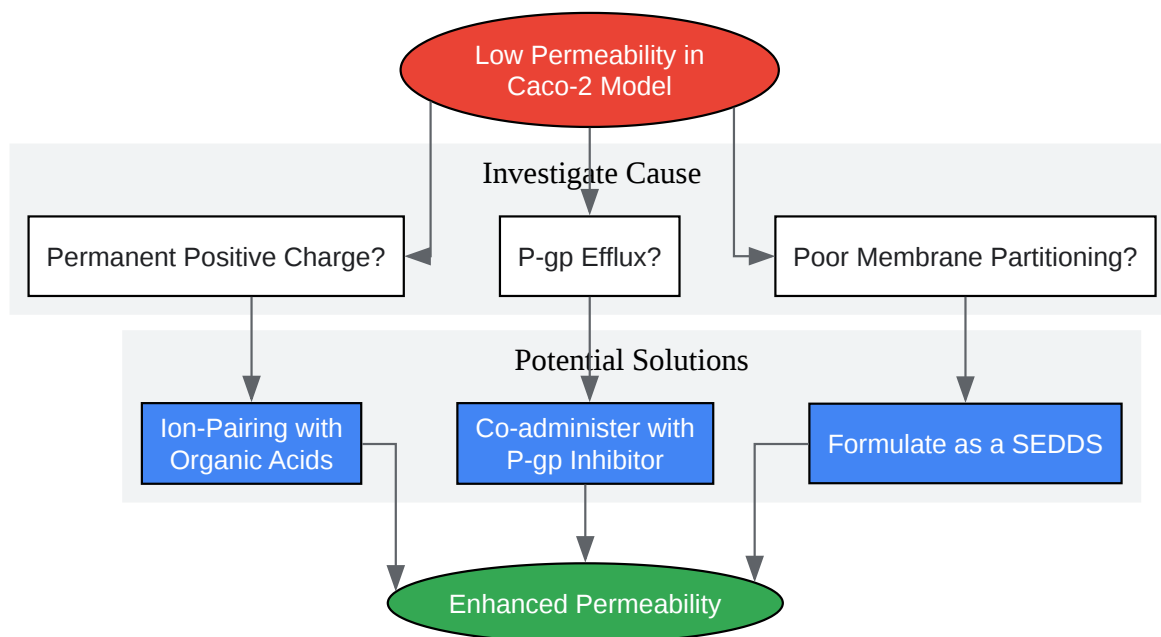 Low Permeability in
Caco-2 Model
Investigate Cause
Permanent Positive Charge?
P-gp Efflux?
Poor Membrane Partitioning?
Potential Solutions
Ion-Pairing with
Organic Acids
Co-administer with
P-gp Inhibitor
Formulate as a SEDDS
Enhanced Permeability